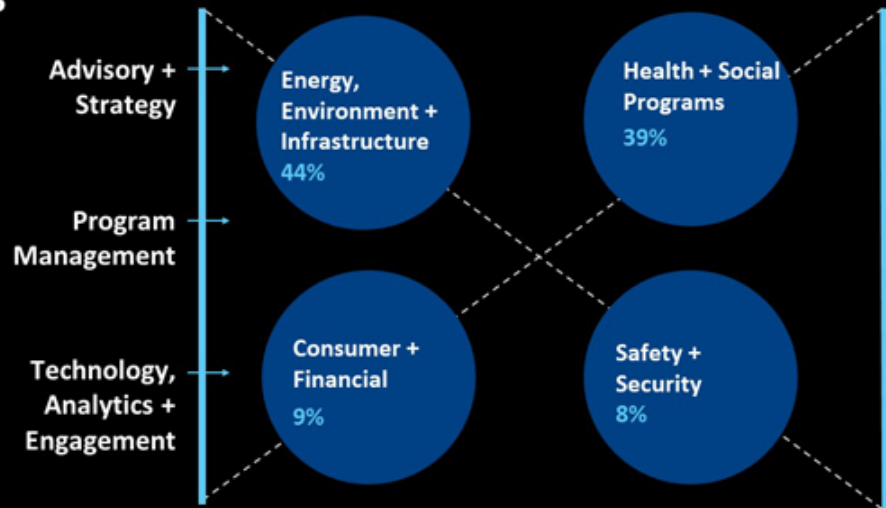 Advisory +
Strategy
Program
Management
Technology,
Analytics +
Engagement
Energy,
Environment +
Infrastructure
44%
Health + Social
Programs
39%
Consumer +
Financial
9%
Safety +
Security
8%